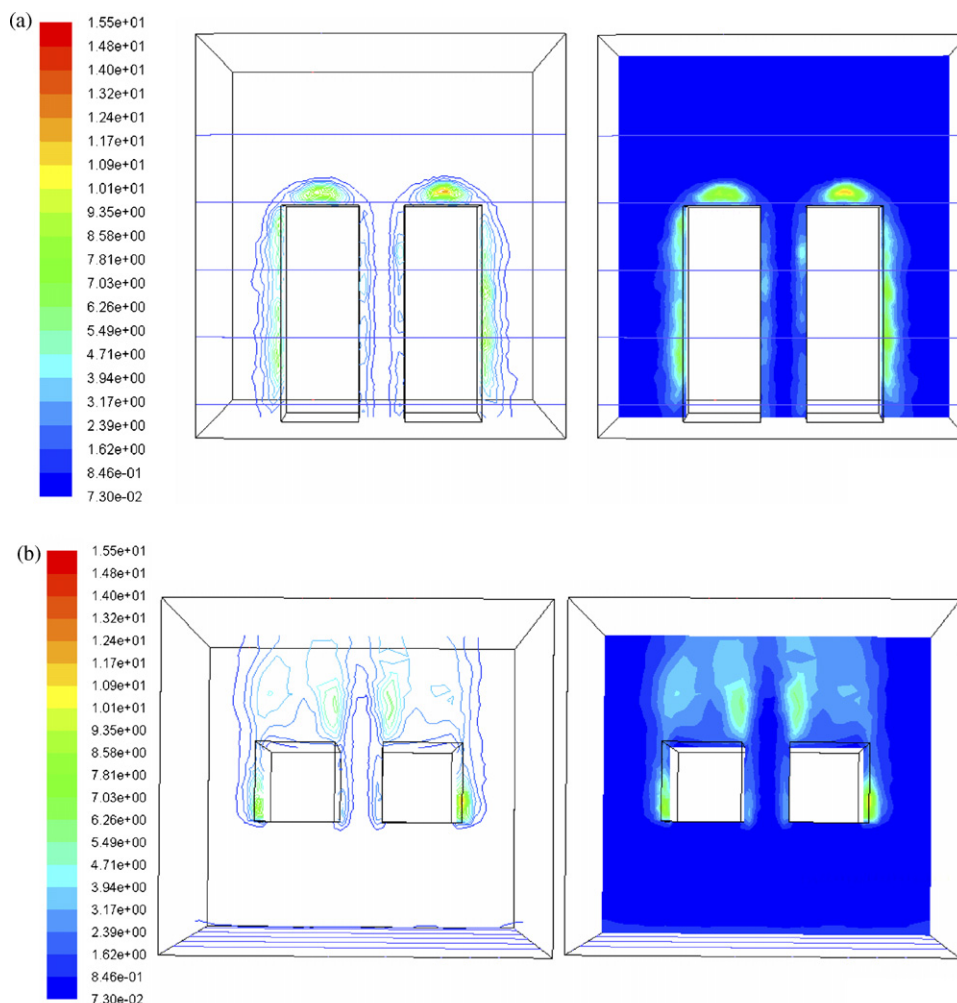 (a)
1.55e+01
1.48e+01
1.40e+01
1.32e+01
1.24e+01
1.17e+01
1.09e+01
1.01e+01
9.35e+00
8.58e+00
7.81e+00
7.03e+00
6.26e+00
5.49e+00
4.71e+00
3.94e+00
3.17e+00
2.39e+00
1.62e+00
8.46e-01
7.30e-02
(b)
1.55e+01
1.48e+01
1.40e+01
1.32e+01
1.24e+01
1.17e+01
1.09e+01
1.01e+01
9.35e+00
8.58e+00
7.81e+00
7.03e+00
6.26e+00
5.49e+00
4.71e+00
3.94e+00
3.17e+00
2.39e+00
1.62e+00
8.46e-01
7.30e-02